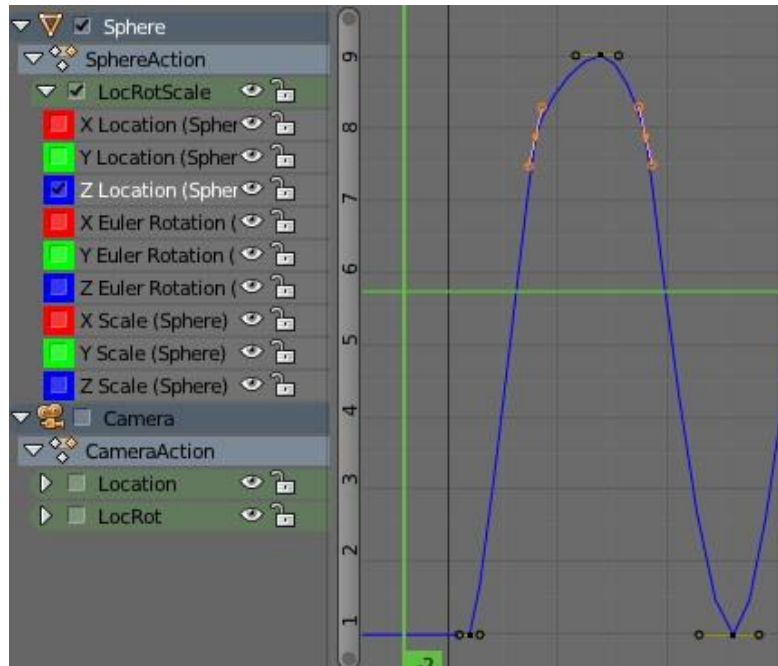 Sphere
SphereAction
LocRotScale
X Location (Spher
Y Location (Spher
Z Location (Spher
X Euler Rotation (
Y Euler Rotation (
Z Euler Rotation (
X Scale (Sphere)
Y Scale (Sphere)
Z Scale (Sphere)
Camera
CameraAction
Location
LocRot
9
8
7
6
5
4
3
2
1
-2